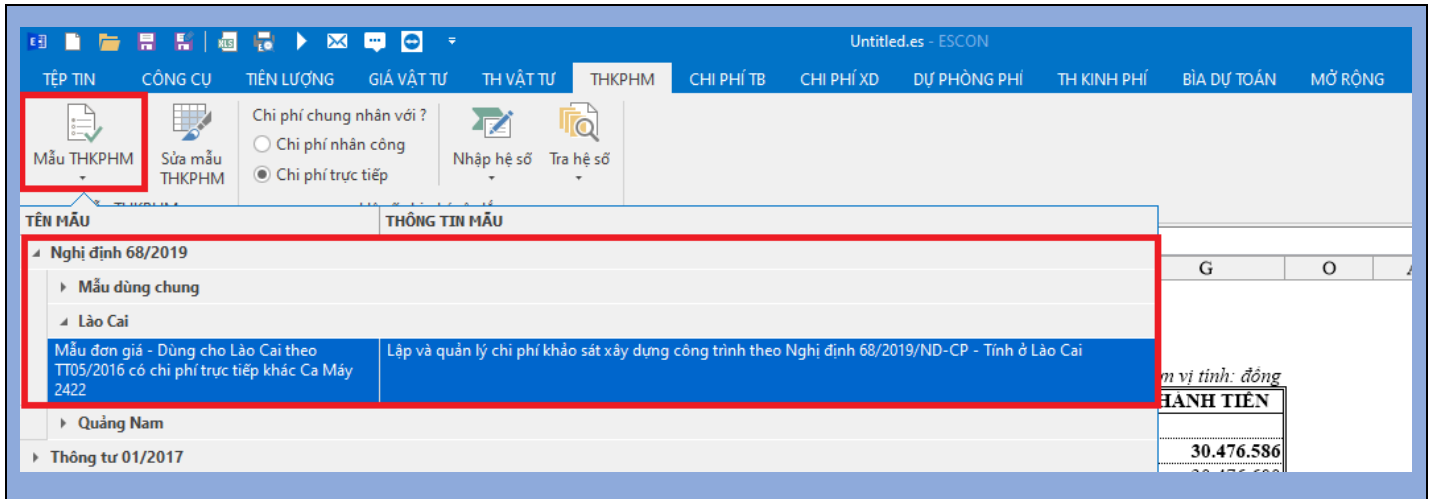 Untitled.es - ESCON
TỆP TIN CÔNG CỤ TIÊN LƯỢNG GIÁ VẬT TƯ TH VẬT TƯ THKPHM CHI PHÍ TB CHI PHÍ XD DỰ PHÒNG PHÍ TH KINH PHÍ BÌA DỰ TOÁN MỞ RỘNG
Mẫu THKPHM
Sửa mẫu THKPHM
Chi phí chung nhân với ?
Chi phí nhân công
Chi phí trực tiếp
Nhập hệ số
Tra hệ số
TÊN MẪU THÔNG TIN MẪU
Nghị định 68/2019
Mẫu dùng chung
Lào Cai
Mẫu đơn giá - Dùng cho Lào Cai theo
TT05/2016 có chi phí trực tiếp khác Ca Máy
2422
Lập và quản lý chi phí khảo sát xây dựng công trình theo Nghị định 68/2019/ND-CP - Tính ở Lào Cai
Quảng Nam
Thông tư 01/2017
G O
vị tính: đồng
HÀNH TIỀN
30.476.586